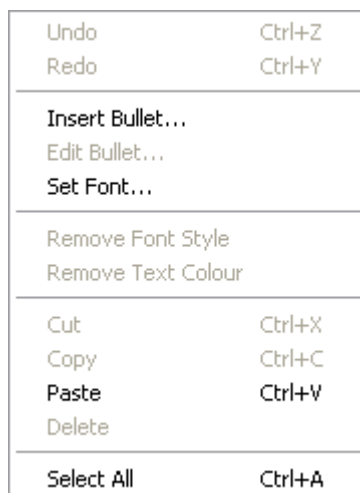 Undo Ctrl+Z
Redo Ctrl+Y
Insert Bullet...
Edit Bullet...
Set Font...
Remove Font Style
Remove Text Colour
Cut Ctrl+X
Copy Ctrl+C
Paste Ctrl+V
Delete
Select All Ctrl+A